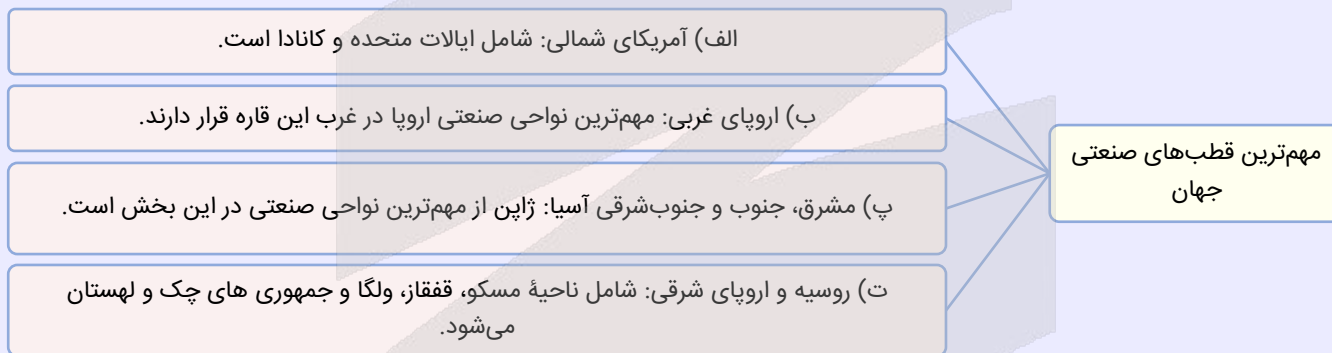 مهم‌ترین قطب‌های صنعتی
جهان
الف) آمریکای شمالی: شامل ایالات متحده و کانادا است.
ب) اروپای غربی: مهم‌ترین نواحی صنعتی اروپا در غرب این قاره قرار دارند.
پ) مشرق، جنوب و جنوب‌شرقی آسیا: ژاپن از مهم‌ترین نواحی صنعتی در این بخش است.
ت) روسیه و اروپای شرقی: شامل ناحیهٔ مسکو، قفقاز، ولگا و جمهوری های چک و لهستان
می‌شود.